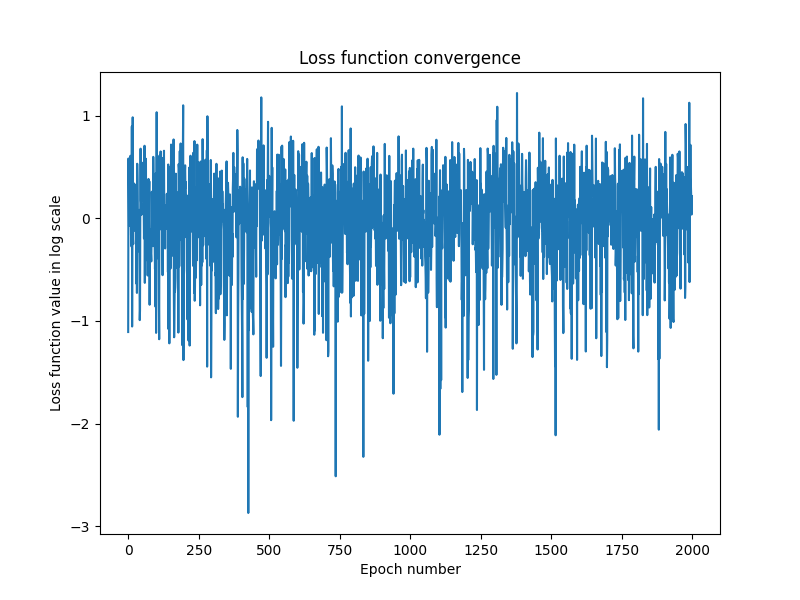 Loss function convergence
Loss function value in log scale
1
0
−1
−2
−3
0 250 500 750 1000 1250 1500 1750 2000
Epoch number